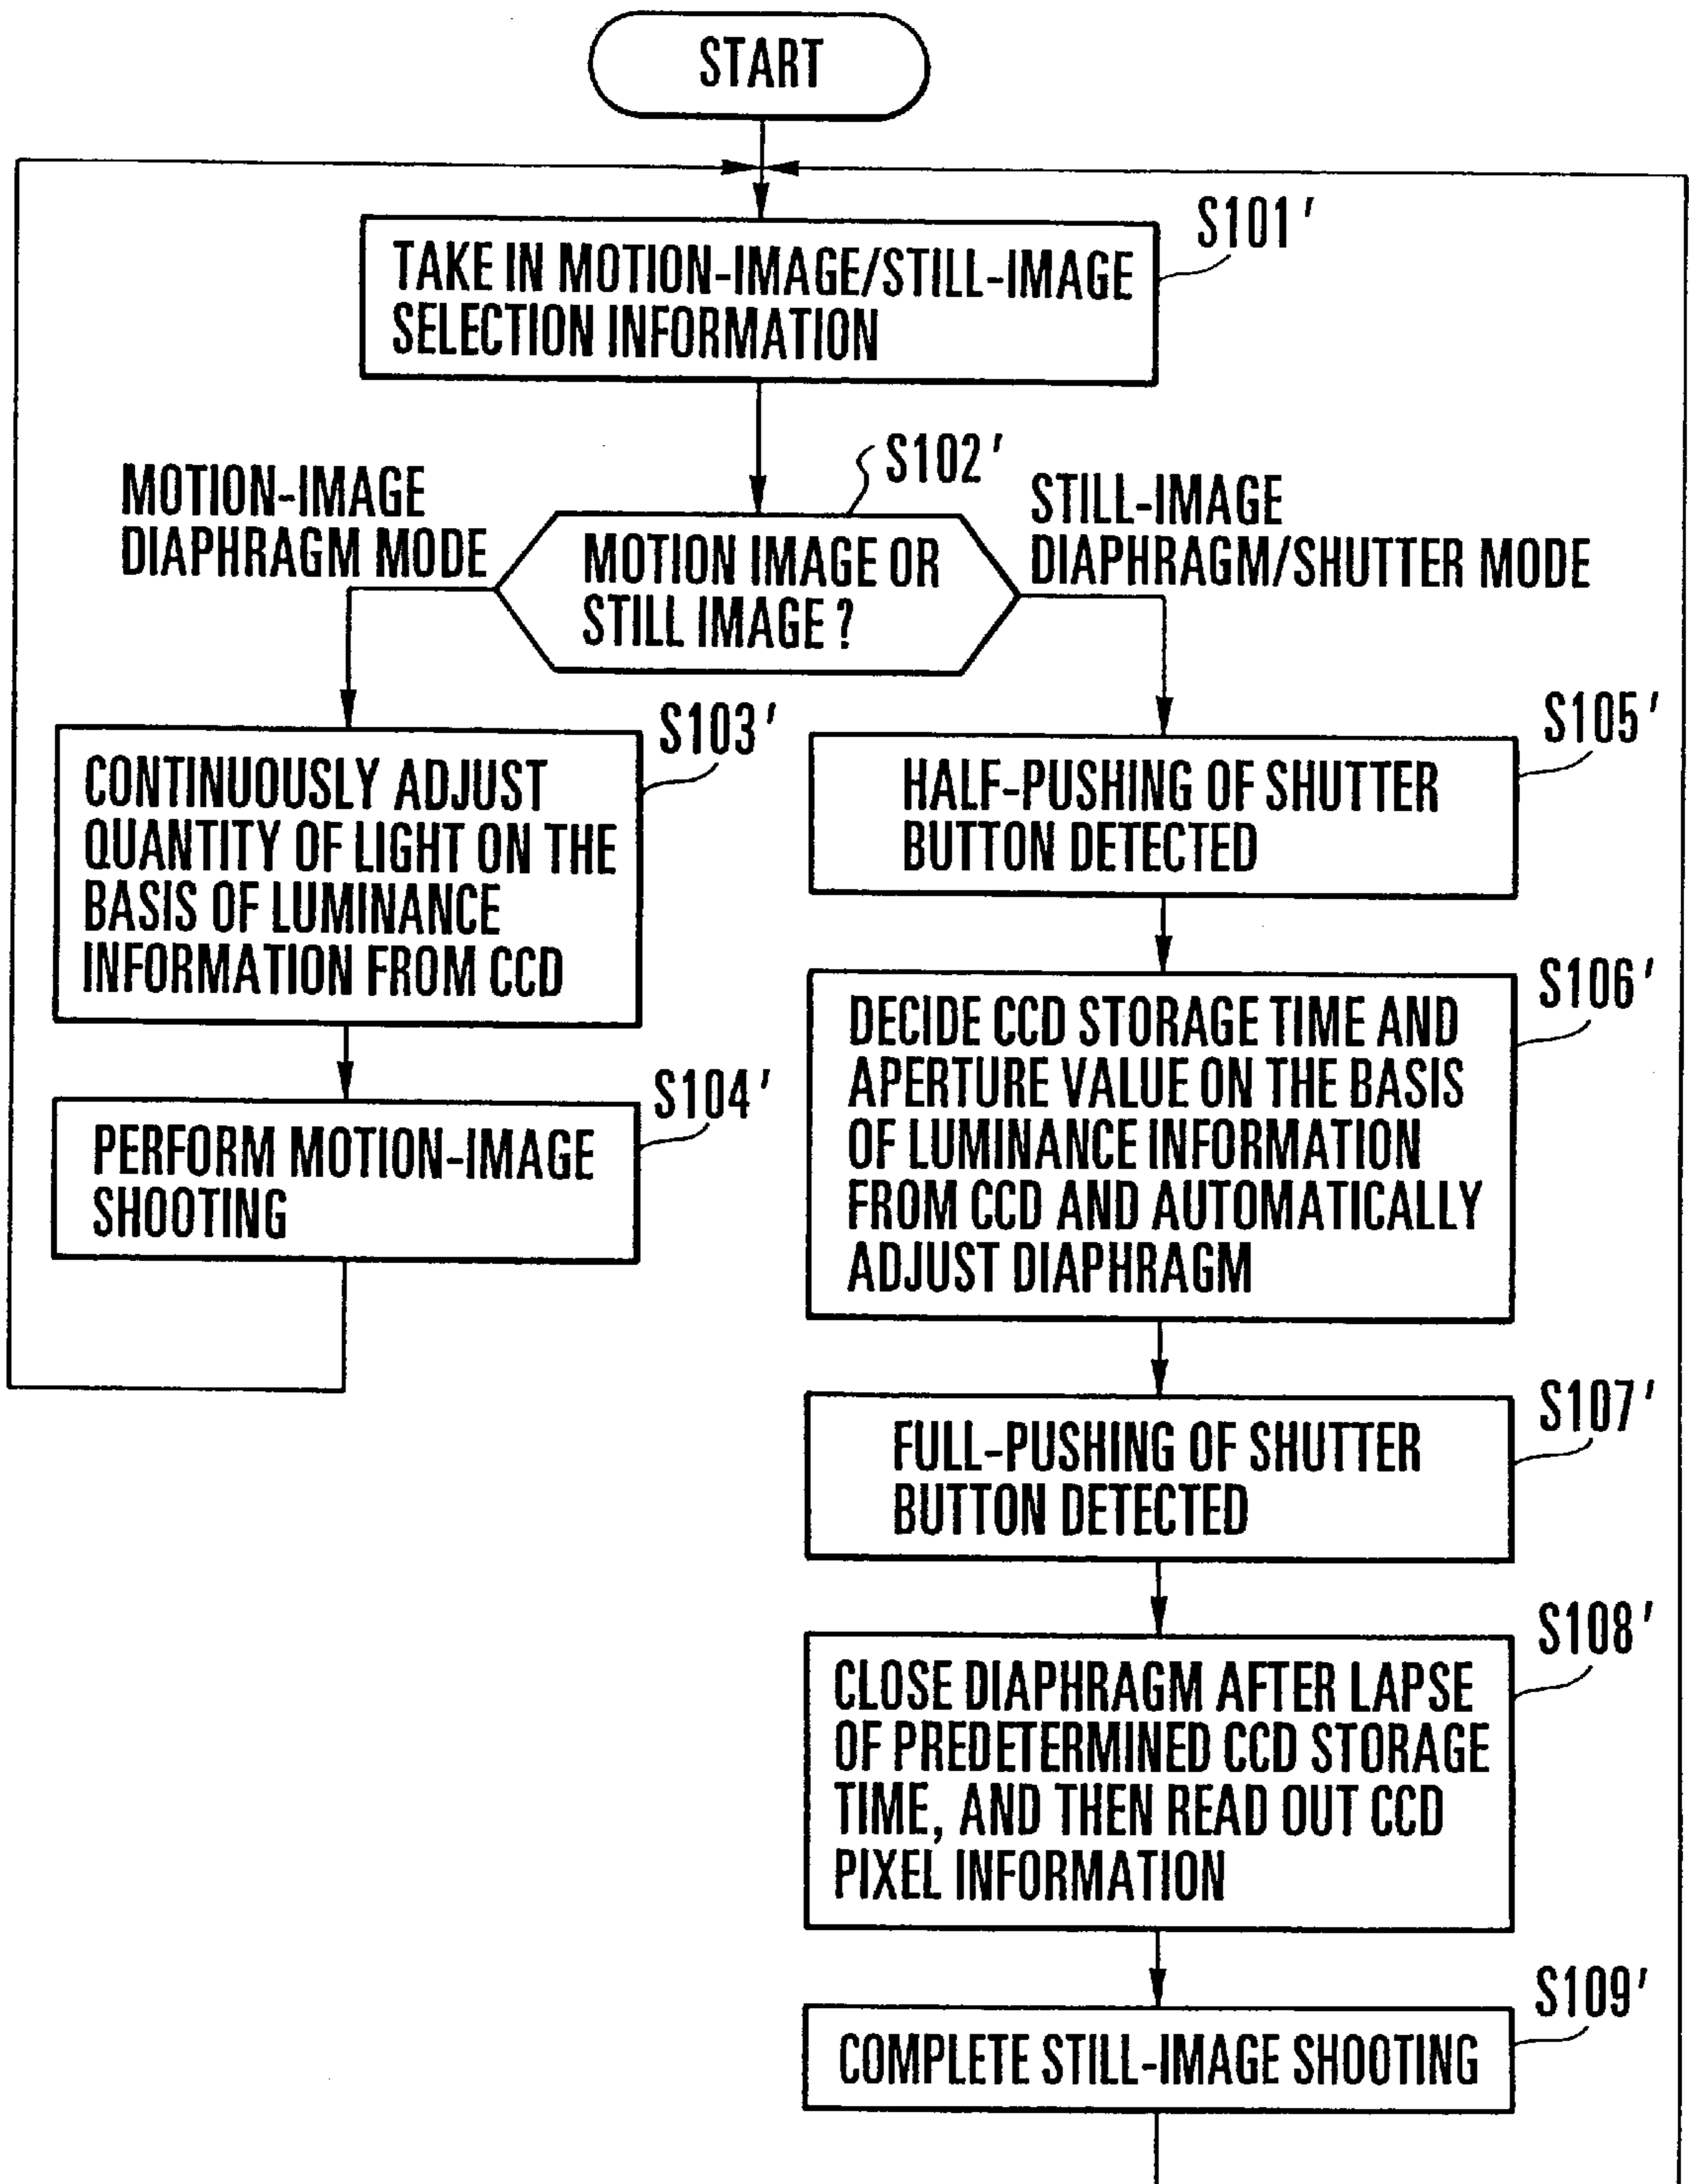 START
S101'
TAKE IN MOTION-IMAGE/STILL-IMAGE
SELECTION INFORMATION
S102'
MOTION-IMAGE
DIAPHRAGM MODE
MOTION IMAGE OR
STILL IMAGE ?
STILL-IMAGE
DIAPHRAGM/SHUTTER MODE
S103'
CONTINUOUSLY ADJUST
QUANTITY OF LIGHT ON THE
BASIS OF LUMINANCE
INFORMATION FROM CCD
S104'
PERFORM MOTION-IMAGE
SHOOTING
S105'
HALF-PUSHING OF SHUTTER
BUTTON DETECTED
S106'
DECIDE CCD STORAGE TIME AND
APERTURE VALUE ON THE BASIS
OF LUMINANCE INFORMATION
FROM CCD AND AUTOMATICALLY
ADJUST DIAPHRAGM
S107'
FULL-PUSHING OF SHUTTER
BUTTON DETECTED
S108'
CLOSE DIAPHRAGM AFTER LAPSE
OF PREDETERMINED CCD STORAGE
TIME, AND THEN READ OUT CCD
PIXEL INFORMATION
S109'
COMPLETE STILL-IMAGE SHOOTING